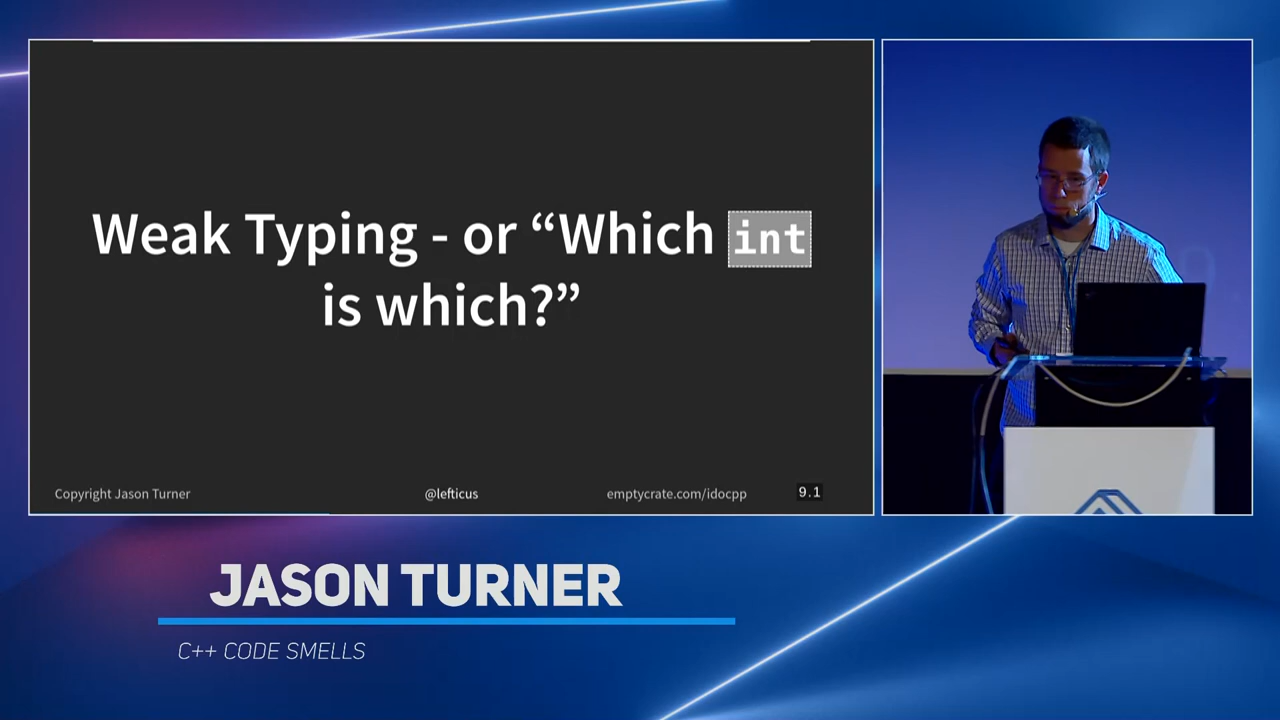 Weak Typing - or “Which int
is which?”
Copyright Jason Turner
@lefticus
emptycrate.com/idocpp
9.1
JASON TURNER
C++ CODE SMELLS